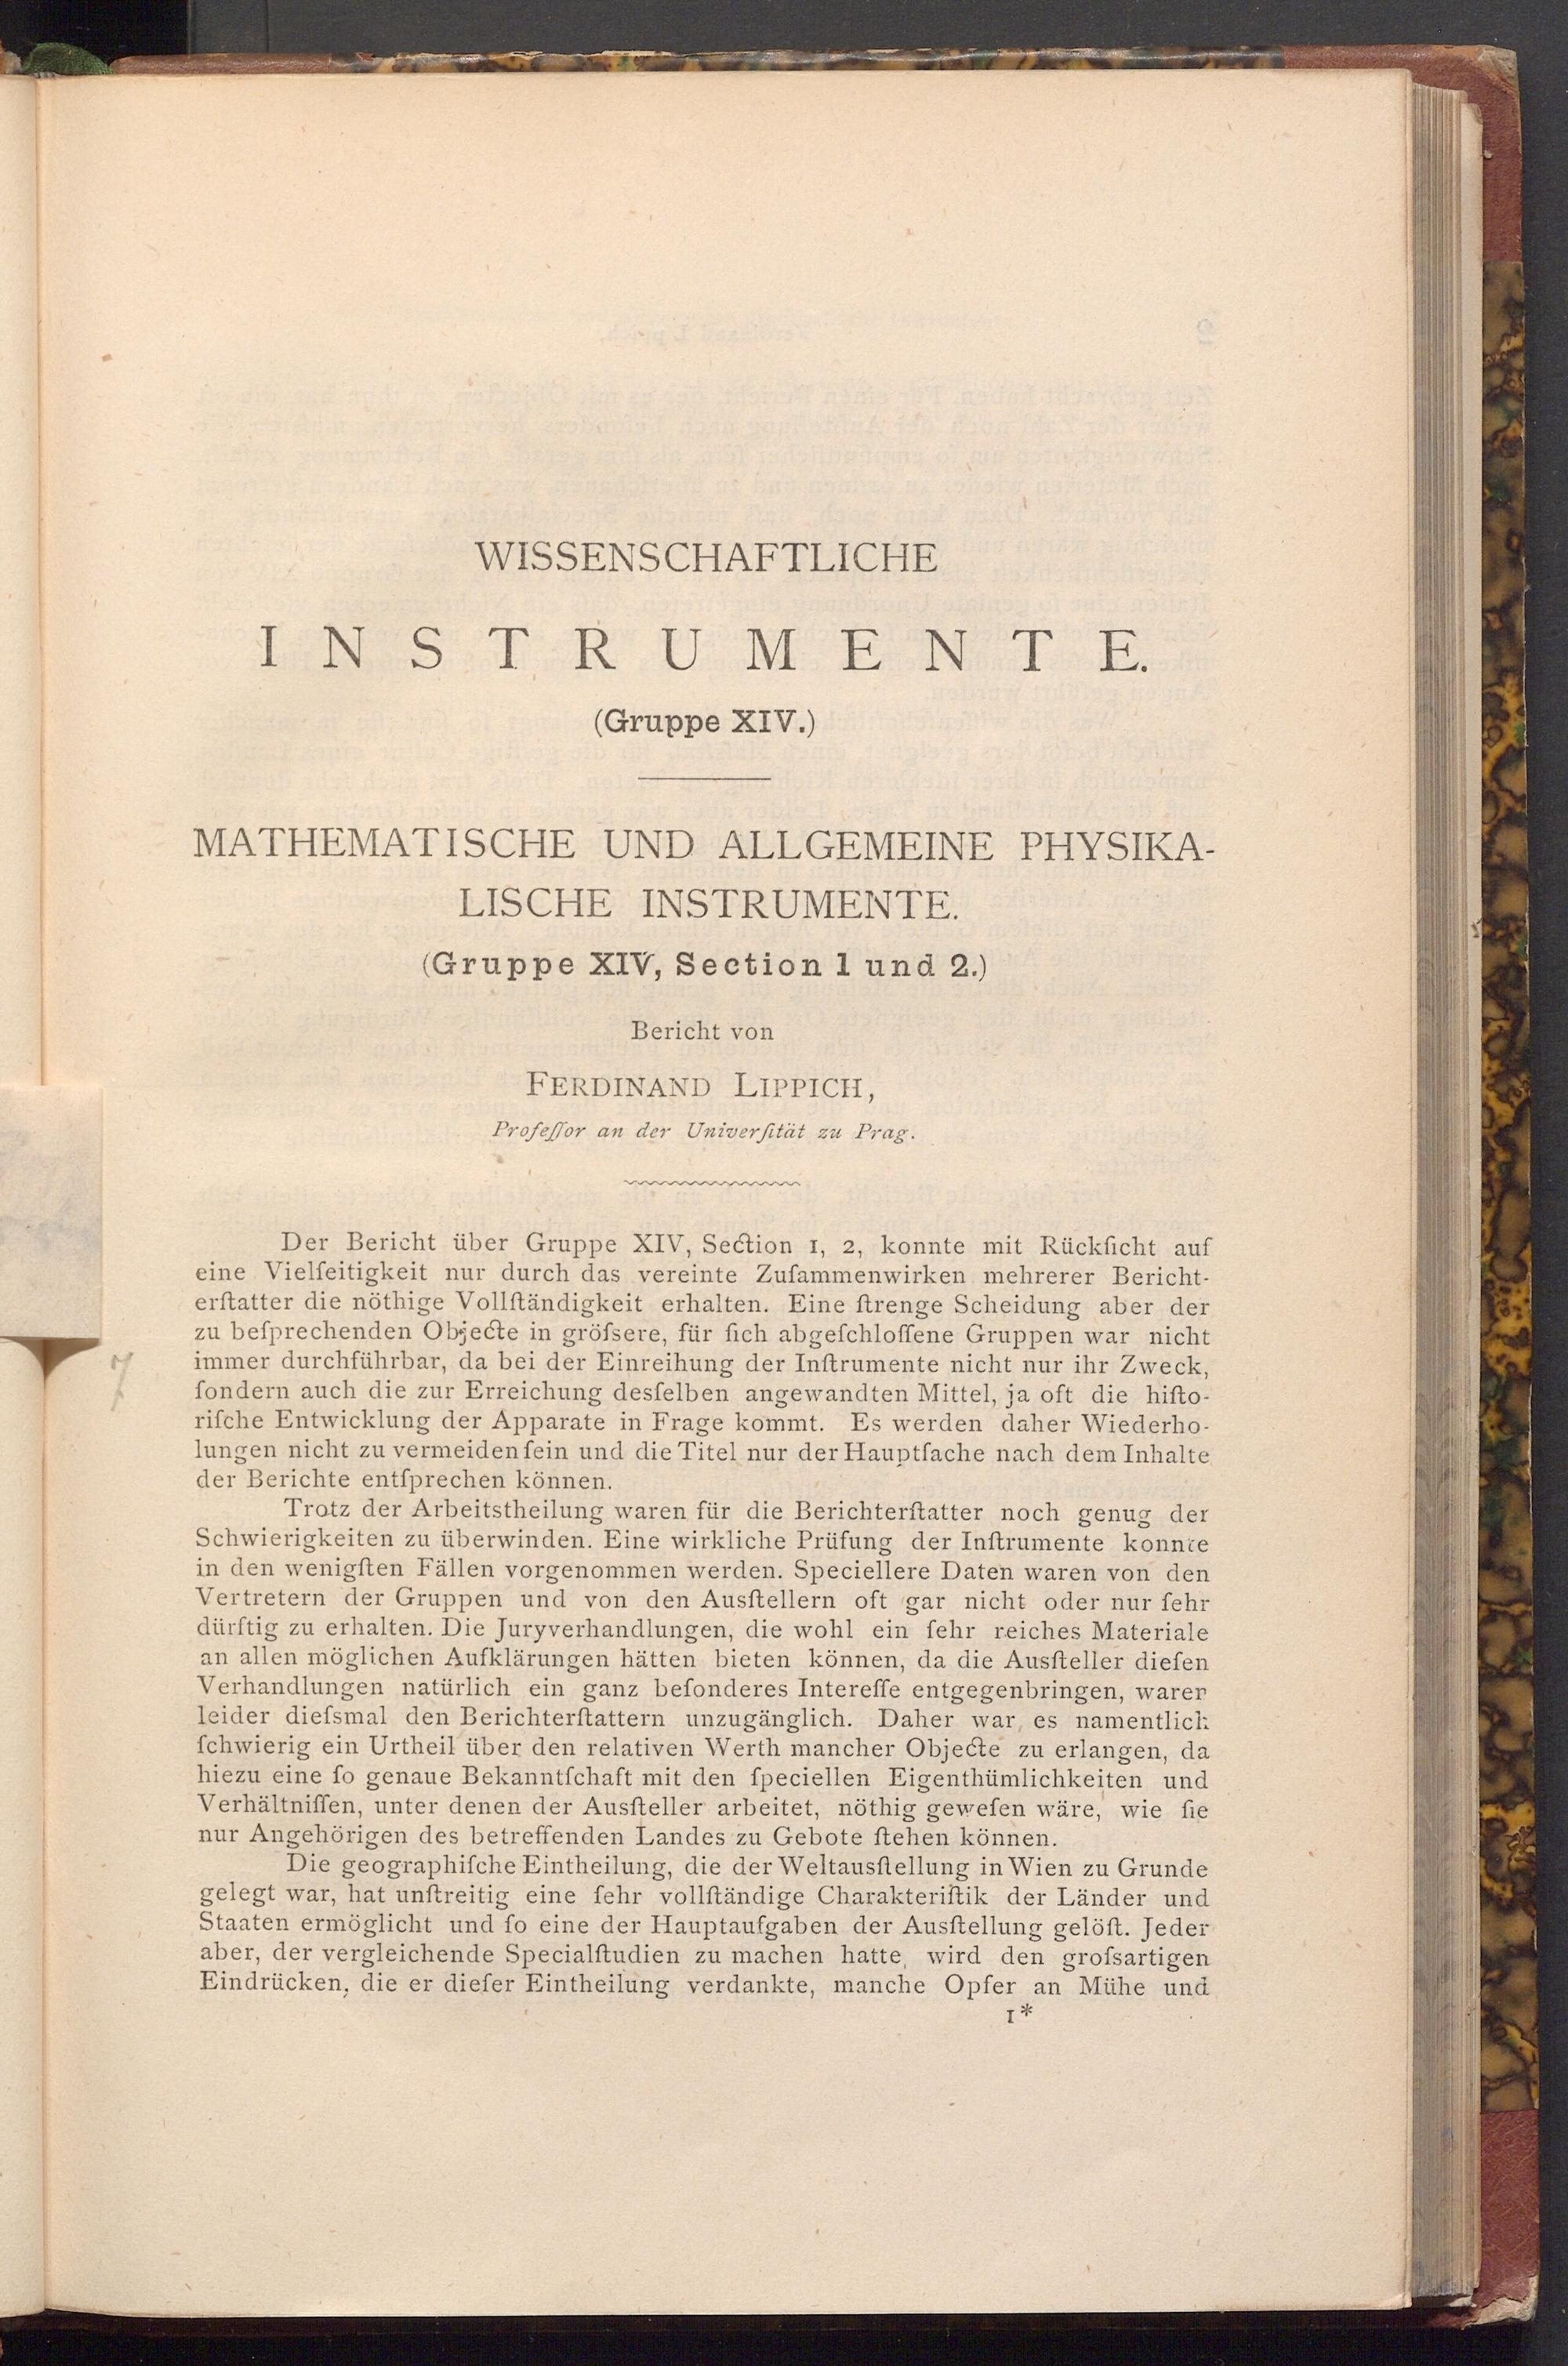 WISSENSCHAFTLICHE
INSTRUMENTE.
(Gruppe XIV.)
MATHEMATISCHE UND ALLGEMEINE PHYSIKA-
LISCHE INSTRUMENTE.
(Gruppe XIV, Section 1 und 2.)
Bericht von
FERDINAND LIPPICH,
Profeſſor an der Univerſität zu Prag.
Der Bericht über Gruppe XIV, Section 1, 2, konnte mit Rückſicht auf
eine Vielſeitigkeit nur durch das vereinte Zuſammenwirken mehrerer Bericht-
erſtatter die nöthige Vollſtändigkeit erhalten. Eine ſtrenge Scheidung aber der
zu beſprechenden Objecte in gröſsere, für ſich abgeſchloſſene Gruppen war nicht
immer durchführbar, da bei der Einreihung der Inſtrumente nicht nur ihr Zweck,
ſondern auch die zur Erreichung desſelben angewandten Mittel, ja oft die hiſto-
riſche Entwicklung der Apparate in Frage kommt. Es werden daher Wiederho-
lungen nicht zu vermeiden ſein und die Titel nur der Hauptſache nach dem Inhalte
der Berichte entſprechen können.
Trotz der Arbeitstheilung waren für die Berichterſtatter noch genug der
Schwierigkeiten zu überwinden. Eine wirkliche Prüfung der Inſtrumente konnte
in den wenigſten Fällen vorgenommen werden. Speciellere Daten waren von den
Vertretern der Gruppen und von den Ausſtellern oft gar nicht oder nur ſehr
dürftig zu erhalten. Die Juryverhandlungen, die wohl ein ſehr reiches Materiale
an allen möglichen Aufklärungen hätten bieten können, da die Ausſteller dieſen
Verhandlungen natürlich ein ganz beſonderes Intereſſe entgegenbringen, waren
leider dieſsmal den Berichterſtattern unzugänglich. Daher war es namentlich
ſchwierig ein Urtheil über den relativen Werth mancher Objecte zu erlangen, da
hiezu eine ſo genaue Bekanntſchaft mit den ſpeciellen Eigenthümlichkeiten und
Verhältniſſen, unter denen der Ausſteller arbeitet, nöthig geweſen wäre, wie ſie
nur Angehörigen des betreffenden Landes zu Gebote ſtehen können.
Die geographiſche Eintheilung, die der Weltausſtellung in Wien zu Grunde
gelegt war, hat unſtreitig eine ſehr vollſtändige Charakteriſtik der Länder und
Staaten ermöglicht und ſo eine der Hauptaufgaben der Ausſtellung gelöſt. Jeder
aber, der vergleichende Specialſtudien zu machen hatte, wird den groſsartigen
Eindrücken, die er dieſer Eintheilung verdankte, manche Opfer an Mühe und
1*
7